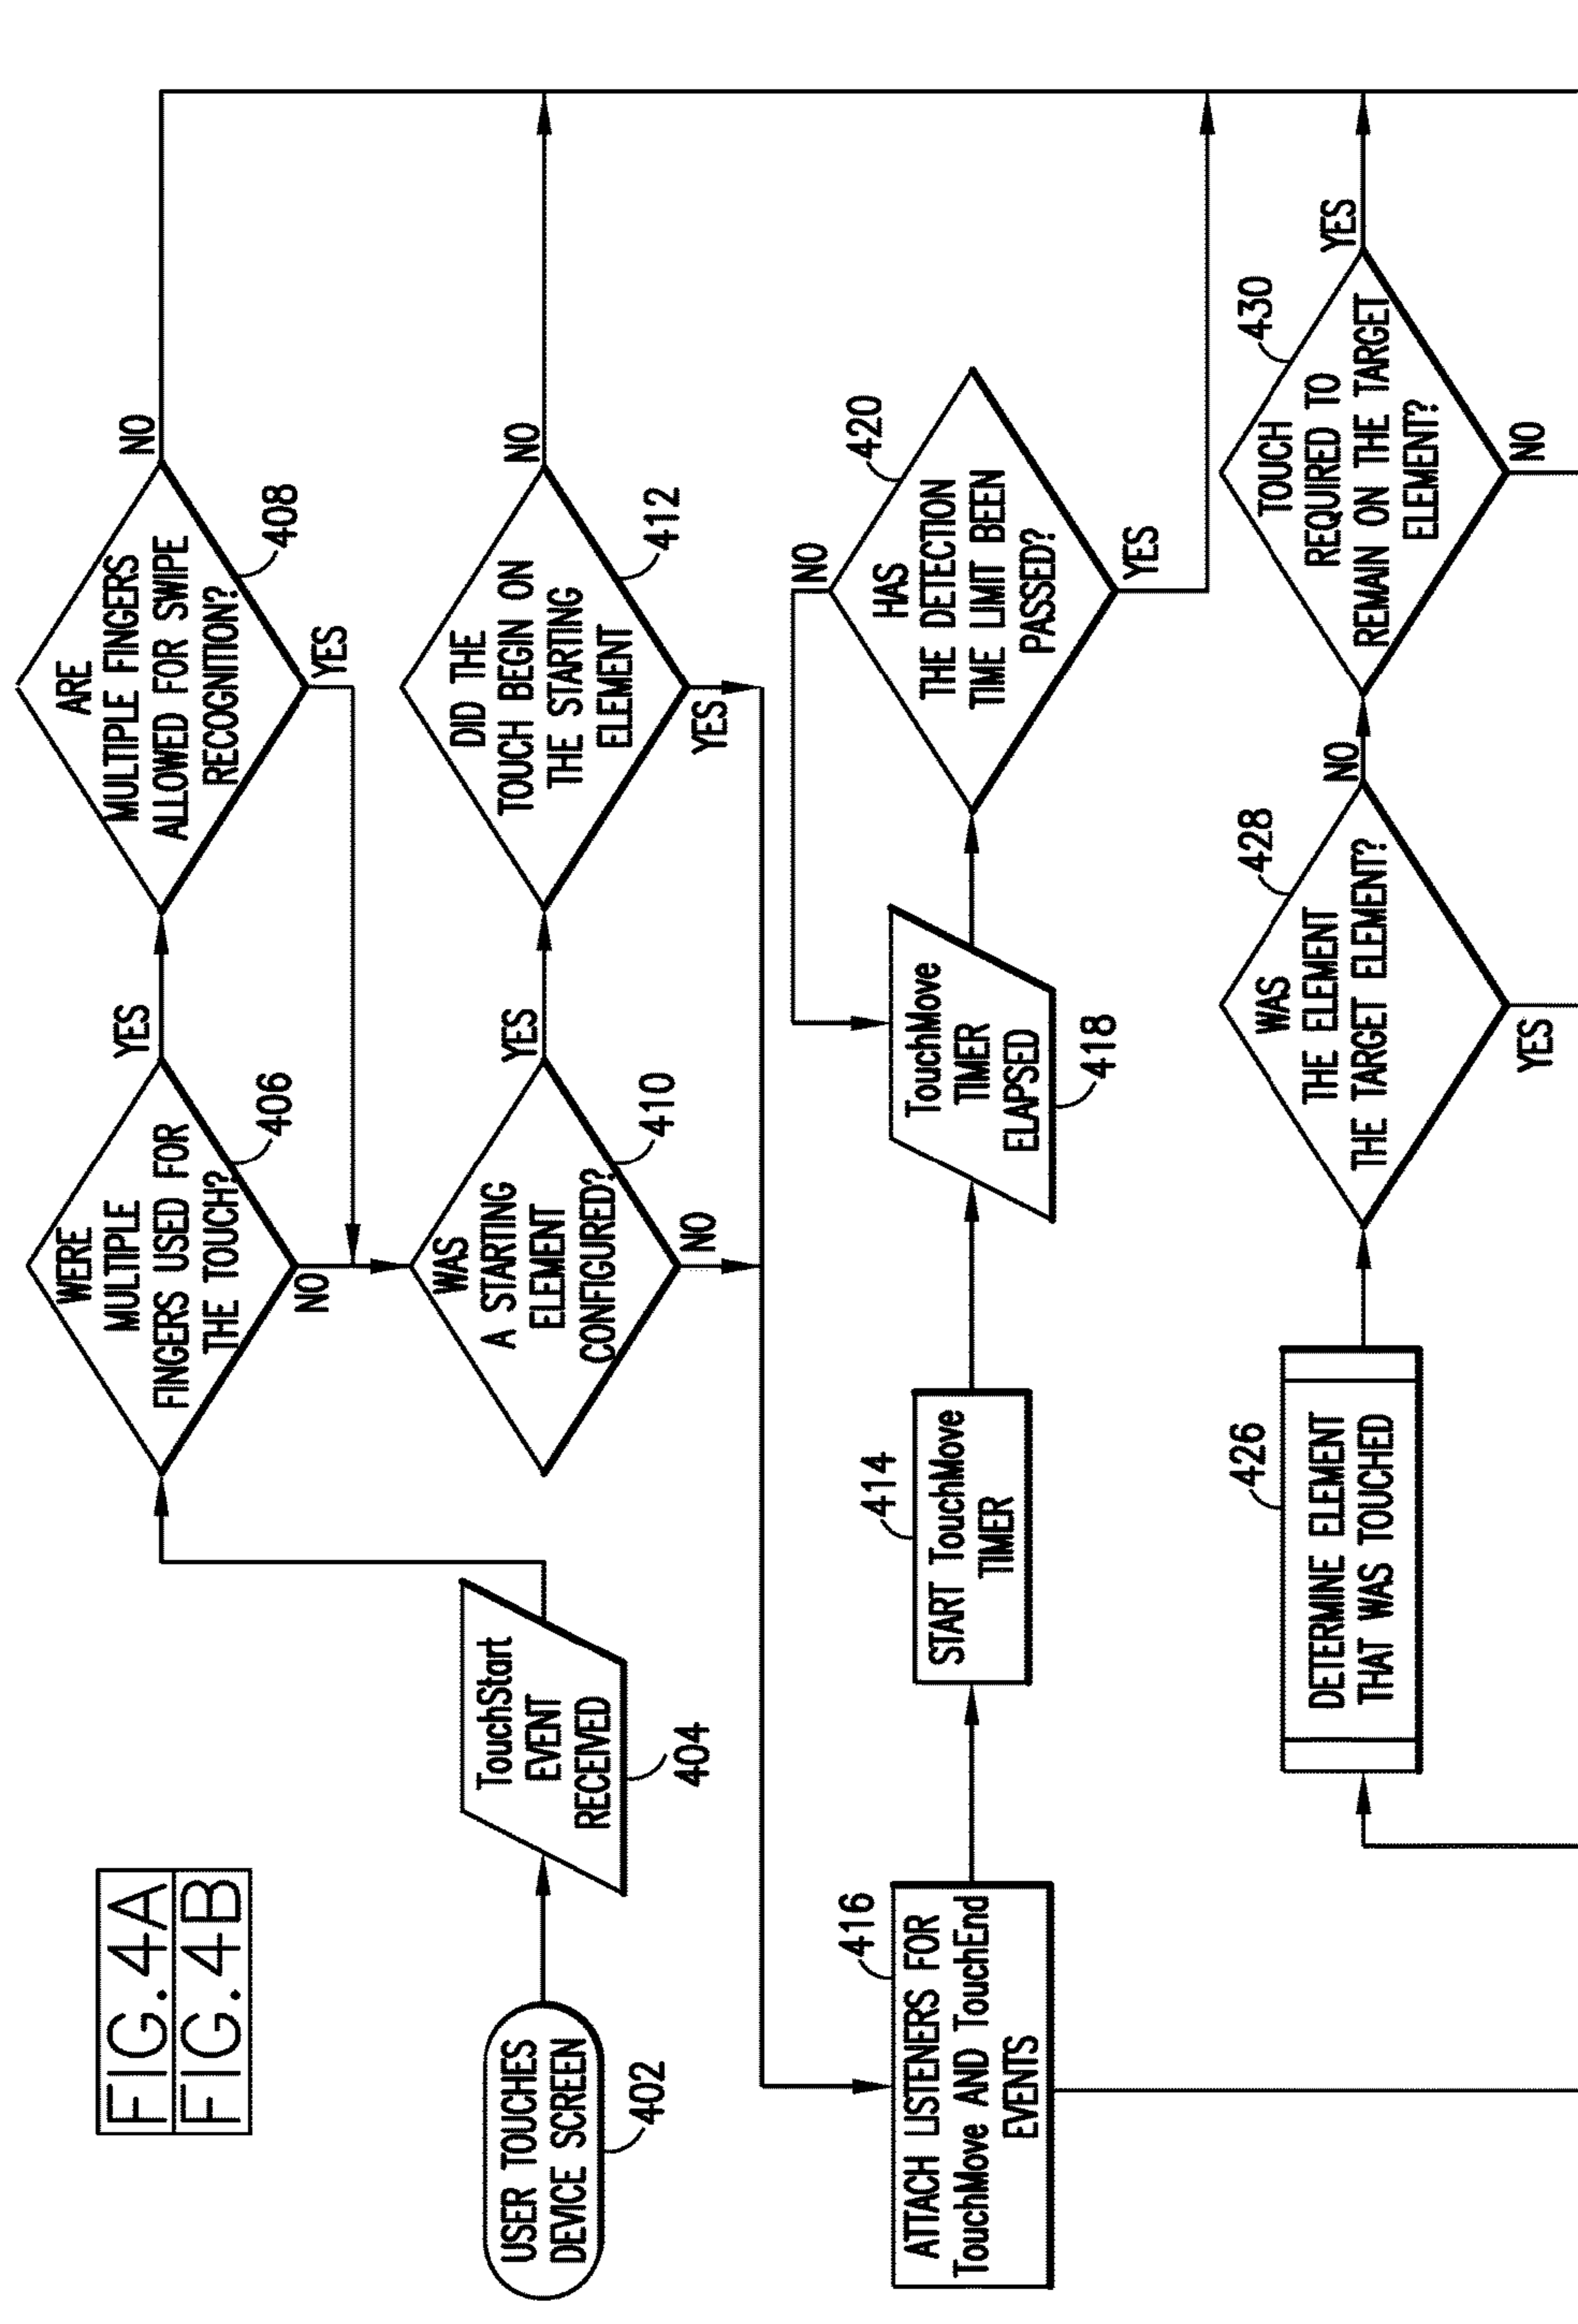 FIG. 4A
FIG. 4B
USER TOUCHES
DEVICE SCREEN
402
TouchStart
EVENT
RECEIVED
404
WERE
MULTIPLE
FINGERS USED FOR
THE TOUCH?
406
YES
NO
ARE
MULTIPLE FINGERS
ALLOWED FOR SWIPE
RECOGNITION?
408
NO
YES
WAS
A STARTING
ELEMENT
CONFIGURED?
410
YES
NO
DID THE
TOUCH BEGIN ON
THE STARTING
ELEMENT
412
NO
YES
416
ATTACH LISTENERS FOR
TouchMove AND TouchEnd
EVENTS
414
START TouchMove
TIMER
TouchMove
TIMER
ELAPSED
418
NO
420
HAS
THE DETECTION
TIME LIMIT BEEN
PASSED?
YES
426
DETERMINE ELEMENT
THAT WAS TOUCHED
428
WAS
THE ELEMENT
THE TARGET ELEMENT?
NO
YES
430
TOUCH
REQUIRED TO
REMAIN ON THE TARGET
ELEMENT?
YES
NO